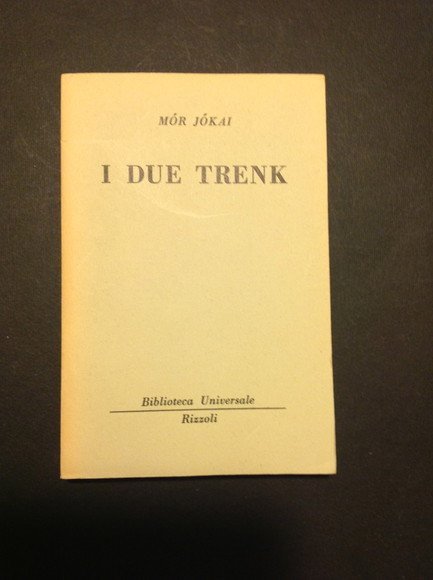 MÓR JÓKAI
I DUE TRENK
Biblioteca Universale
Rizzoli